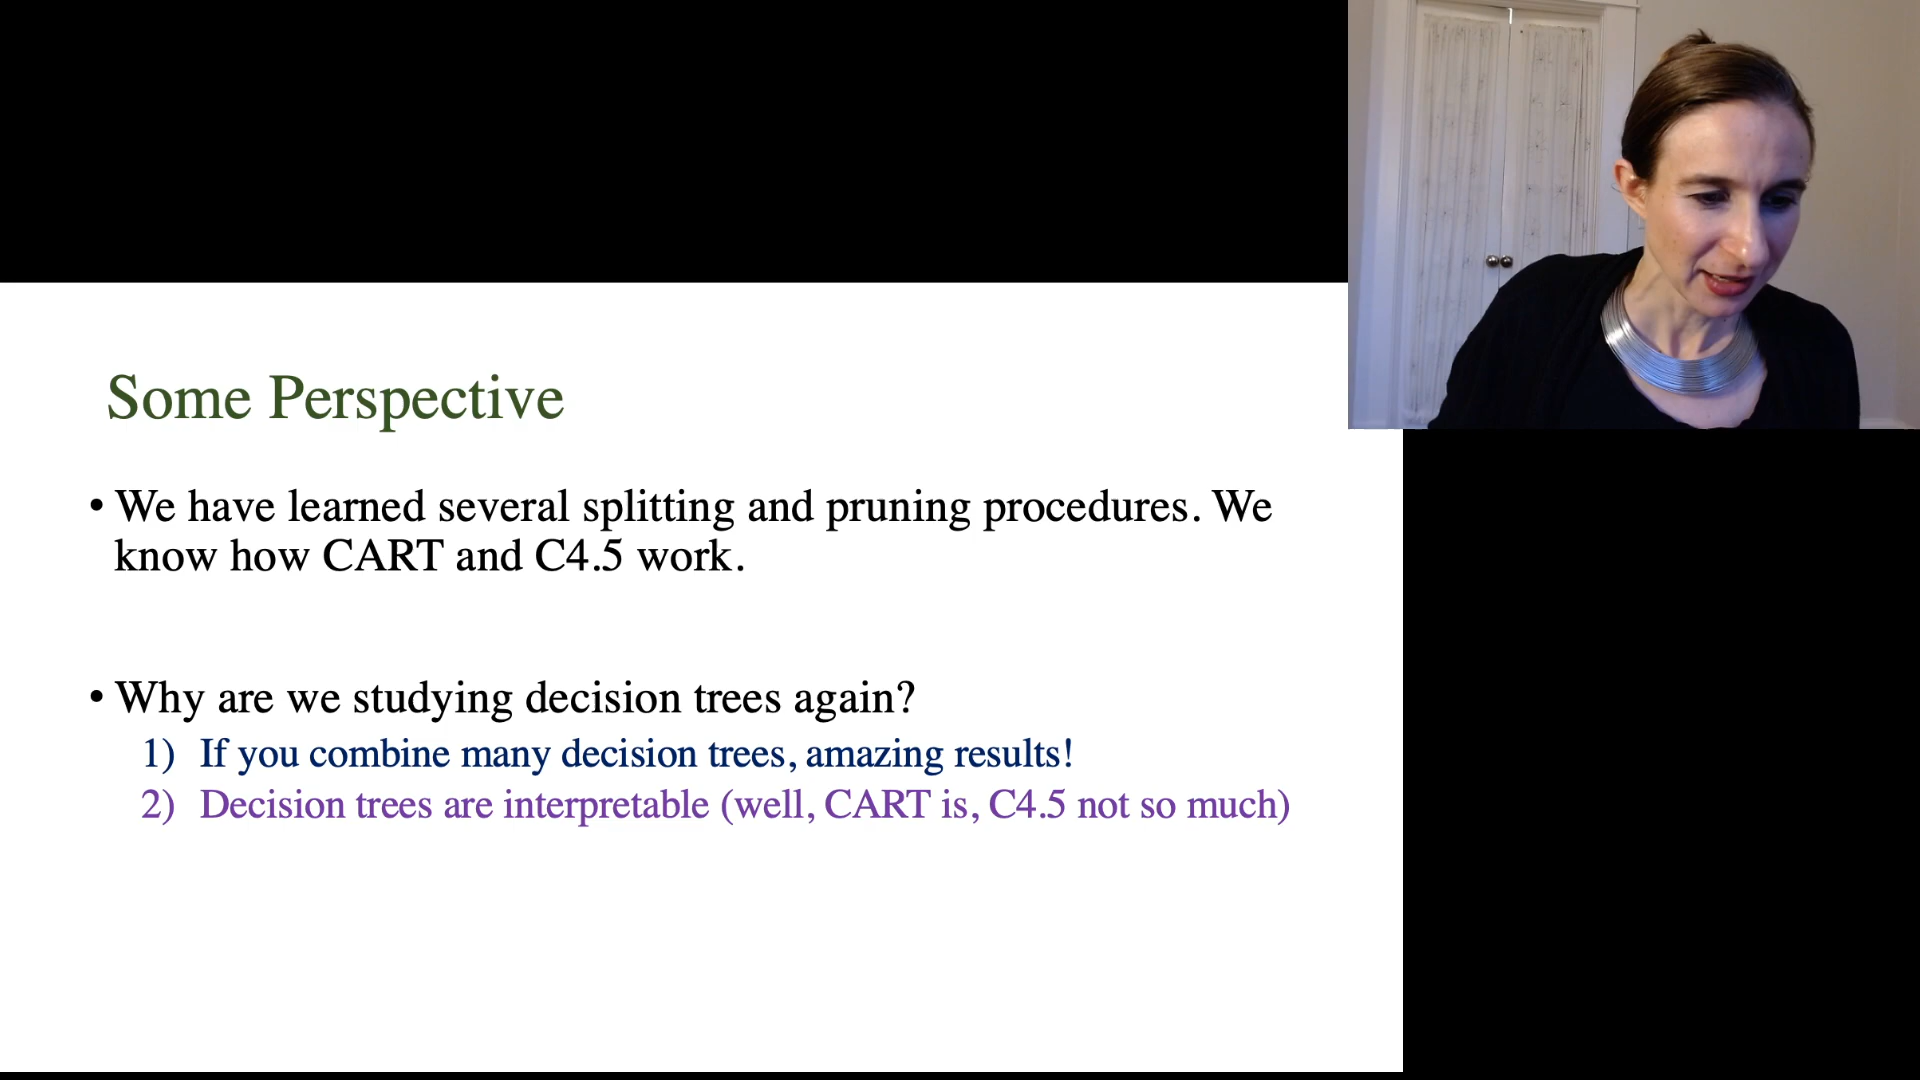 Some Perspective
• We have learned several splitting and pruning procedures. We
know how CART and C4.5 work.
• Why are we studying decision trees again?
1) If you combine many decision trees, amazing results!
2) Decision trees are interpretable (well, CART is, C4.5 not so much)